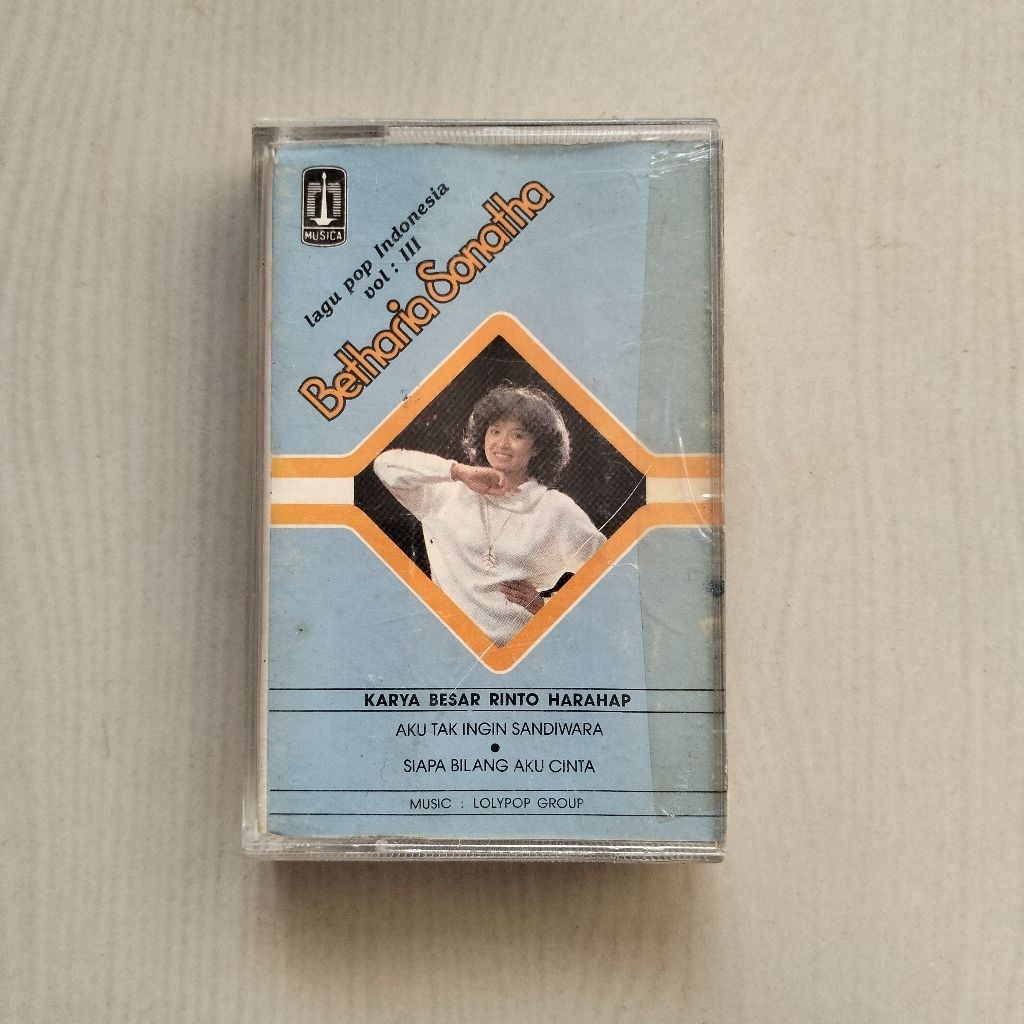 MUSICA
lagu pop Indonesia
vol : III
Betharia Sonatha
KARYA BESAR RINTO HARAHAP
AKU TAK INGIN SANDIWARA
●
SIAPA BILANG AKU CINTA
MUSIC : LOLYPOP GROUP